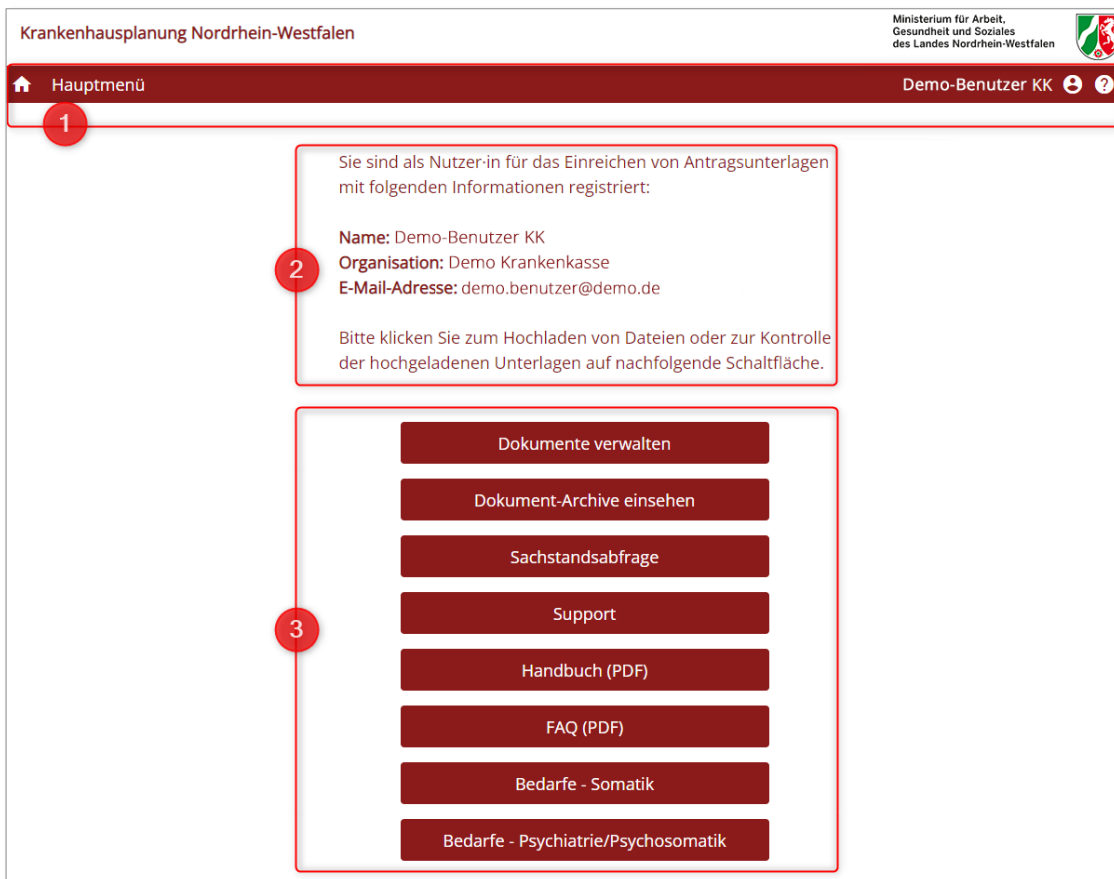 Krankenhausplanung Nordrhein-Westfalen
Ministerium für Arbeit,
Gesundheit und Soziales
des Landes Nordrhein-Westfalen
Hauptmenü
Demo-Benutzer KK
?
1
Sie sind als Nutzer·in für das Einreichen von Antragsunterlagen
mit folgenden Informationen registriert:
2
Name: Demo-Benutzer KK
Organisation: Demo Krankenkasse
E-Mail-Adresse: demo.benutzer@demo.de
Bitte klicken Sie zum Hochladen von Dateien oder zur Kontrolle
der hochgeladenen Unterlagen auf nachfolgende Schaltfläche.
3
Dokumente verwalten
Dokument-Archive einsehen
Sachstandsabfrage
Support
Handbuch (PDF)
FAQ (PDF)
Bedarfe - Somatik
Bedarfe - Psychiatrie/Psychosomatik